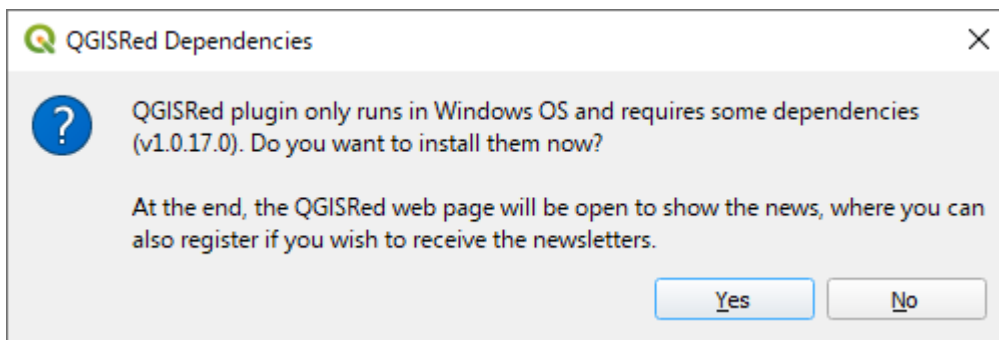 QGISRed Dependencies
QGISRed plugin only runs in Windows OS and requires some dependencies
(v1.0.17.0). Do you want to install them now?
At the end, the QGISRed web page will be open to show the news, where you can
also register if you wish to receive the newsletters.
Yes
No